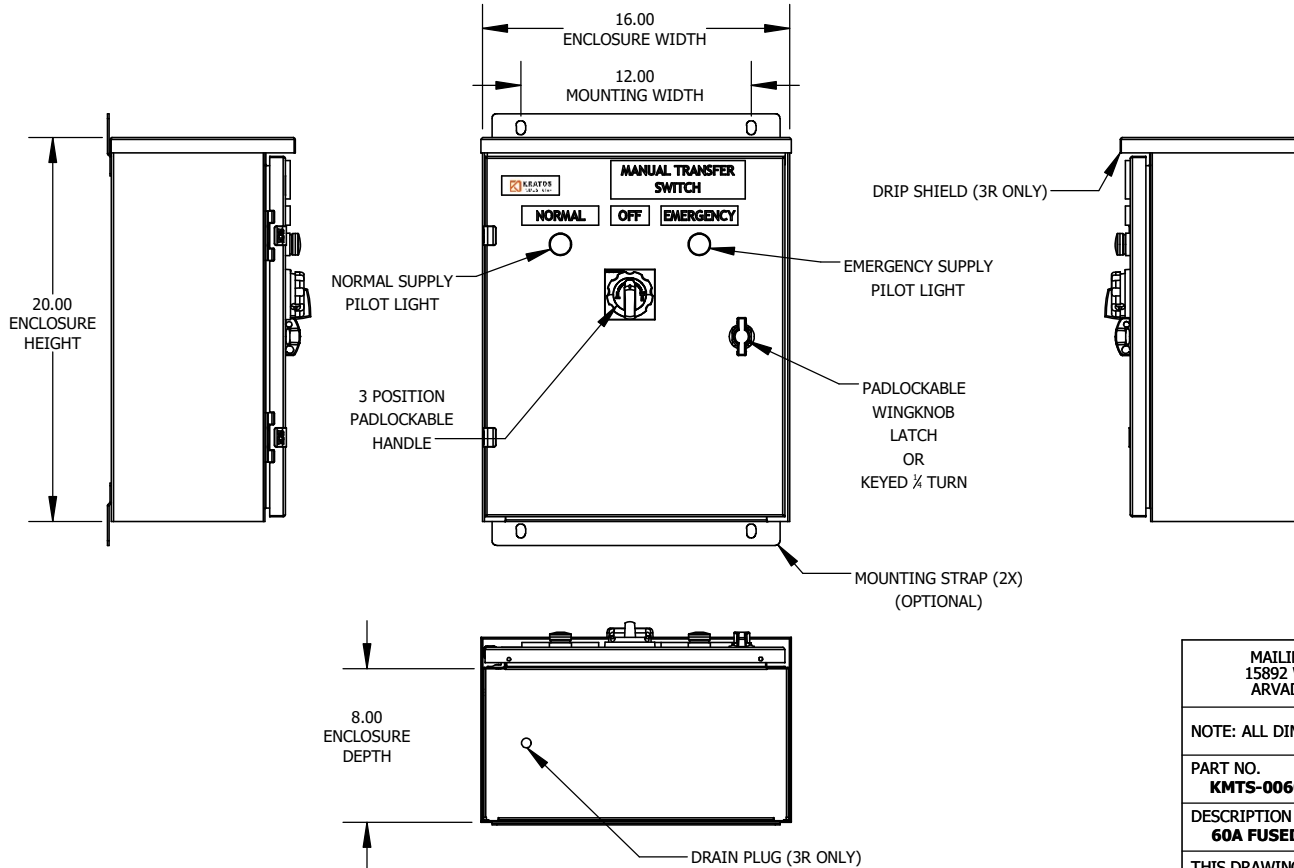 16.00
ENCLOSURE WIDTH
12.00
MOUNTING WIDTH
KRATOS
MANUAL TRANSFER
SWITCH
NORMAL
OFF
EMERGENCY
DRIP SHIELD (3R ONLY)
NORMAL SUPPLY
PILOT LIGHT
EMERGENCY SUPPLY
PILOT LIGHT
20.00
ENCLOSURE
HEIGHT
3 POSITION
PADLOCKABLE
HANDLE
PADLOCKABLE
WINGKNOB
LATCH
OR
KEYED ¼ TURN
MOUNTING STRAP (2X)
(OPTIONAL)
8.00
ENCLOSURE
DEPTH
DRAIN PLUG (3R ONLY)
15892
NOTE: ALL
PART NO.
DESCRIPTION
60A FUSED